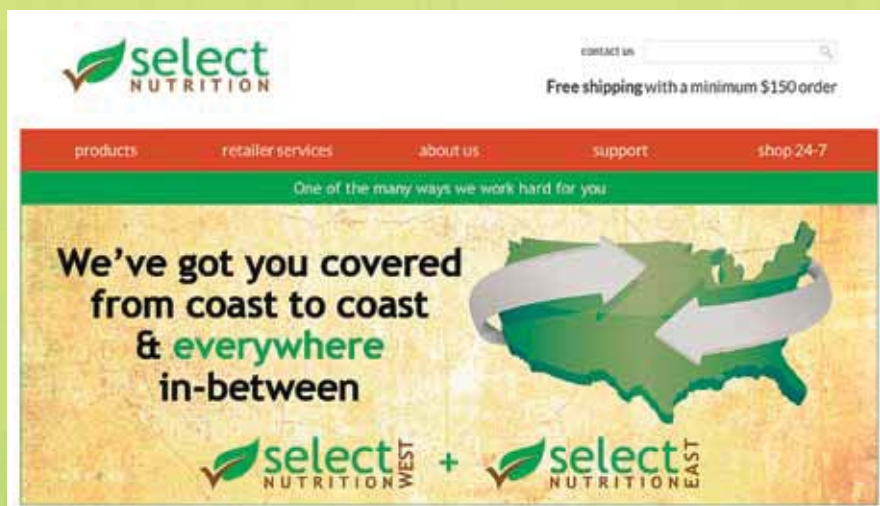 select
NUTRITION
contact us
Free shipping with a minimum $150 order
products retailer services about us support shop 24-7
One of the many ways we work hard for you
We've got you covered
from coast to coast
& everywhere
in-between
select NUTRITION WEST + select NUTRITION EAST